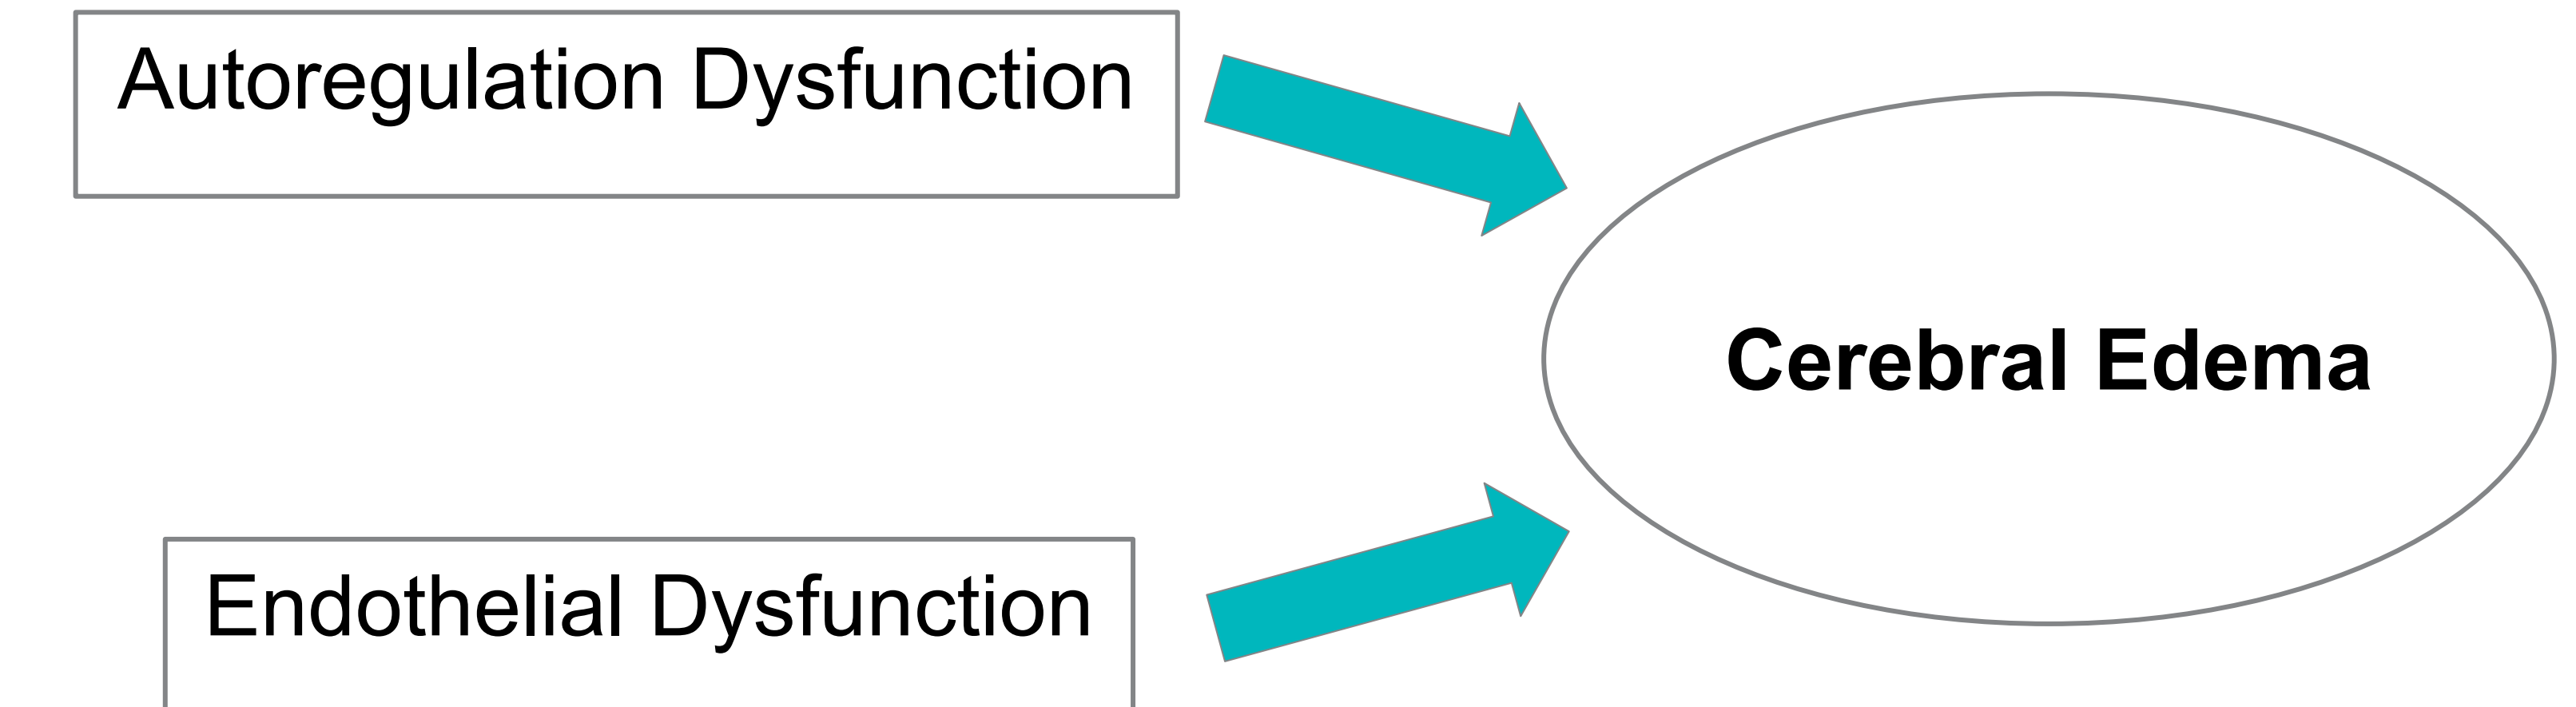 Autoregulation Dysfunction
Cerebral Edema
Endothelial Dysfunction